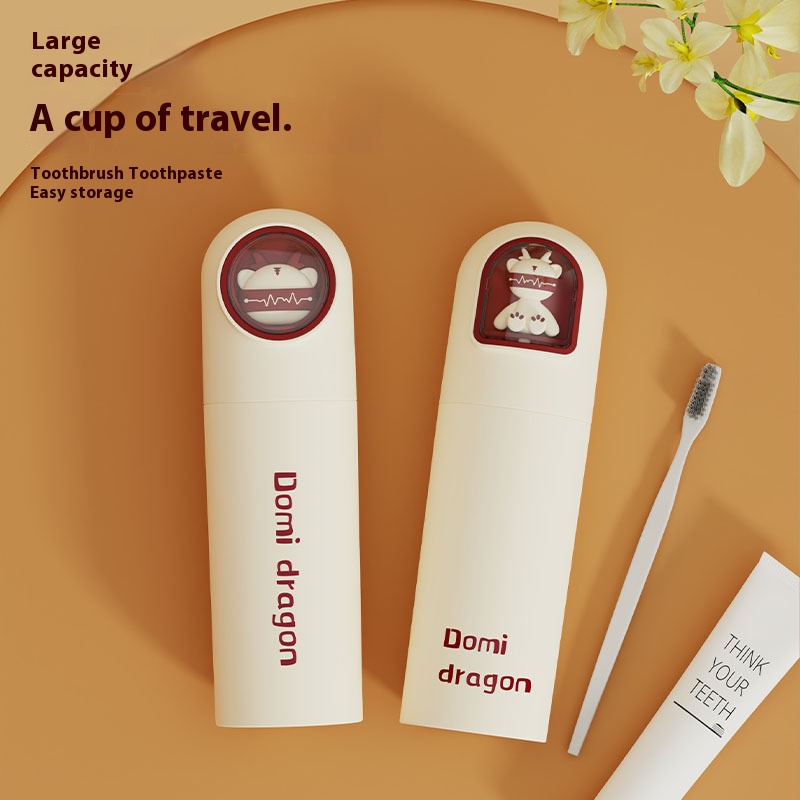 Large
capacity
A cup of travel.
Toothbrush Toothpaste
Easy storage
Domi dragon
Domi
dragon
THINK
YOUR
TEETH